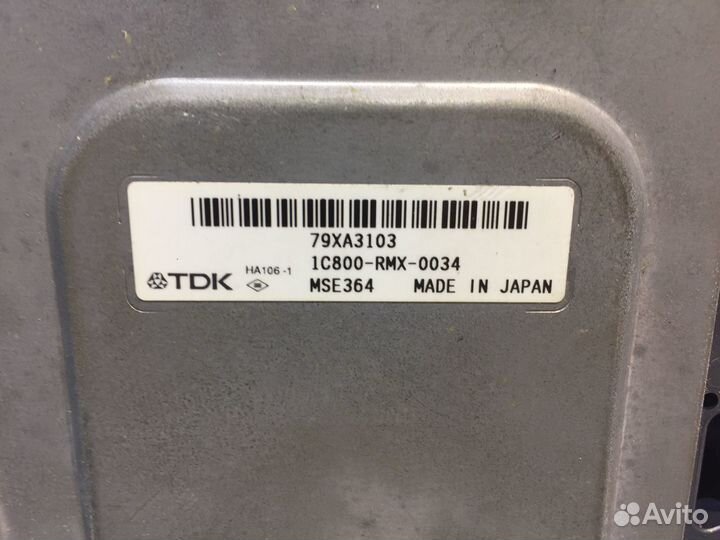 79XA3103
1C800-RMX-0034
TDK HA106-1
MSE364 MADE IN JAPAN
Avito